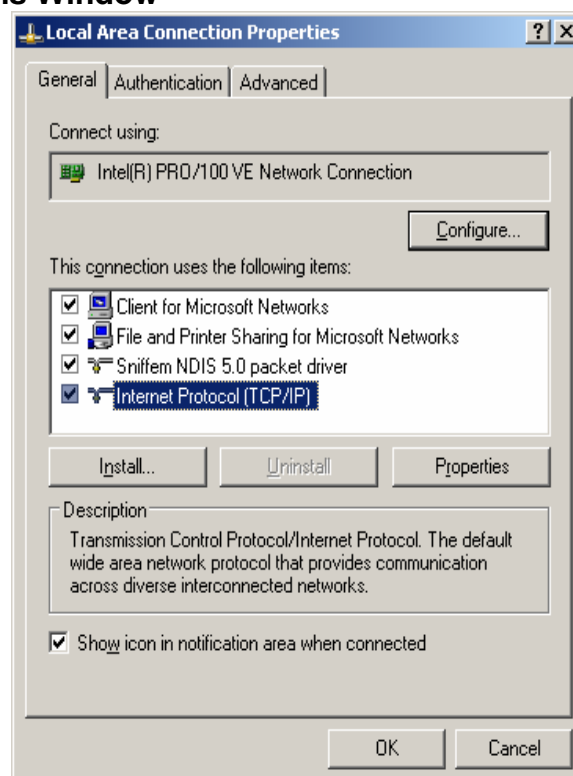 is Window
Local Area Connection Properties
General Authentication Advanced
Connect using:
Intel(R) PRO/100 VE Network Connection
Configure...
This connection uses the following items:
Client for Microsoft Networks
File and Printer Sharing for Microsoft Networks
Sniffem NDIS 5.0 packet driver
Internet Protocol (TCP/IP)
Install... Uninstall Properties
Description
Transmission Control Protocol/Internet Protocol. The default
wide area network protocol that provides communication
across diverse interconnected networks.
Show icon in notification area when connected
OK Cancel